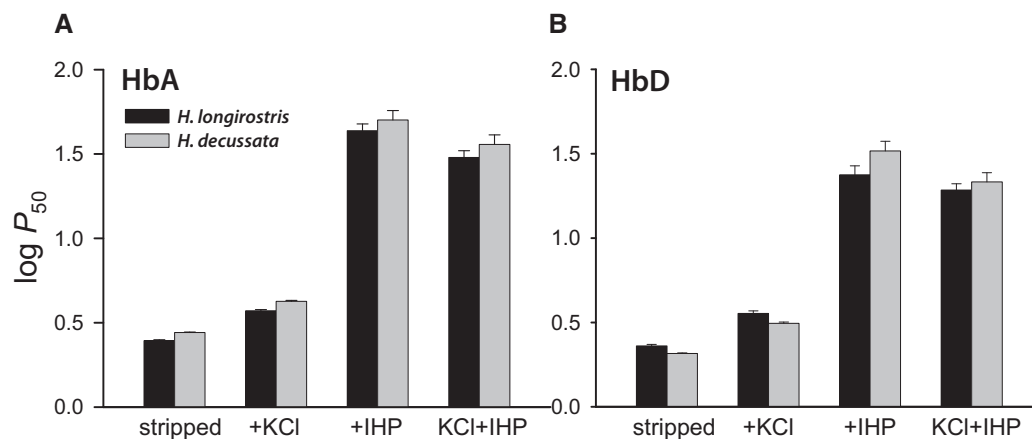 A
B
2.0
HbA
H. longirostris
H. decussata
1.5
1.0
0.5
0.0
log P50
stripped +KCl +IHP KCl+IHP
2.0
HbD
1.5
1.0
0.5
0.0
stripped +KCl +IHP KCl+IHP